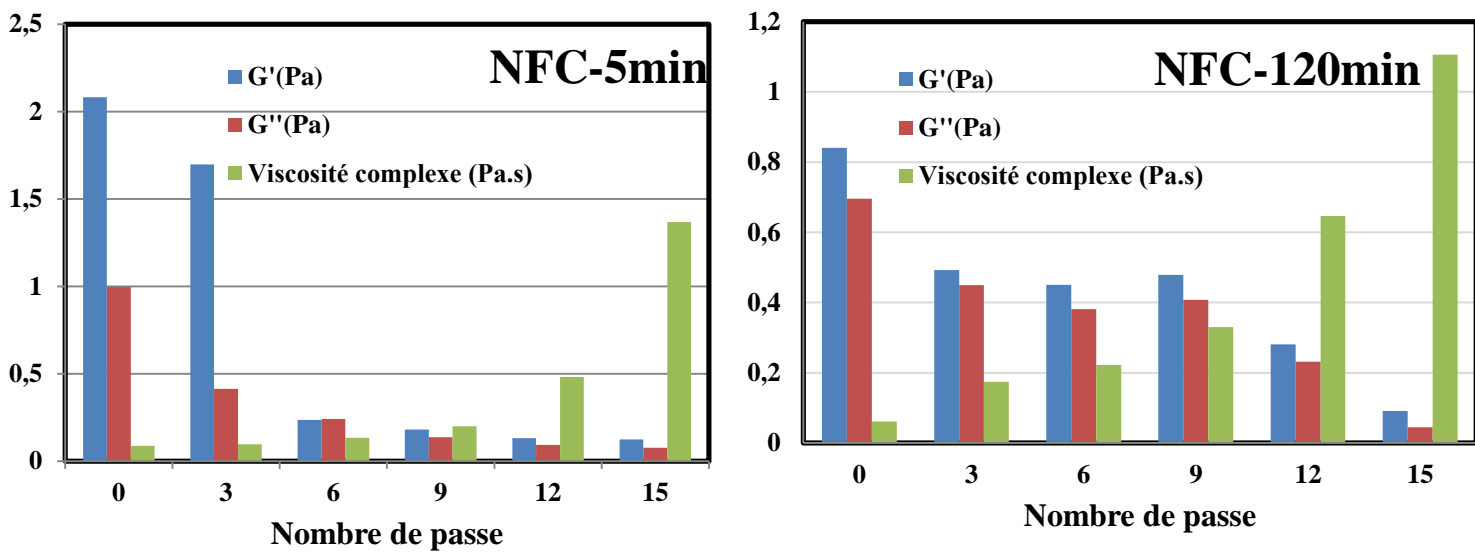 2,5
2
1,5
1
0,5
0
NFC-5min
G'(Pa)
G''(Pa)
Viscosité complexe (Pa.s)
0 3 6 9 12 15
Nombre de passe
1,2
1
0,8
0,6
0,4
0,2
0
NFC-120min
G'(Pa)
G''(Pa)
Viscosité complexe (Pa.s)
0 3 6 9 12 15
Nombre de passe